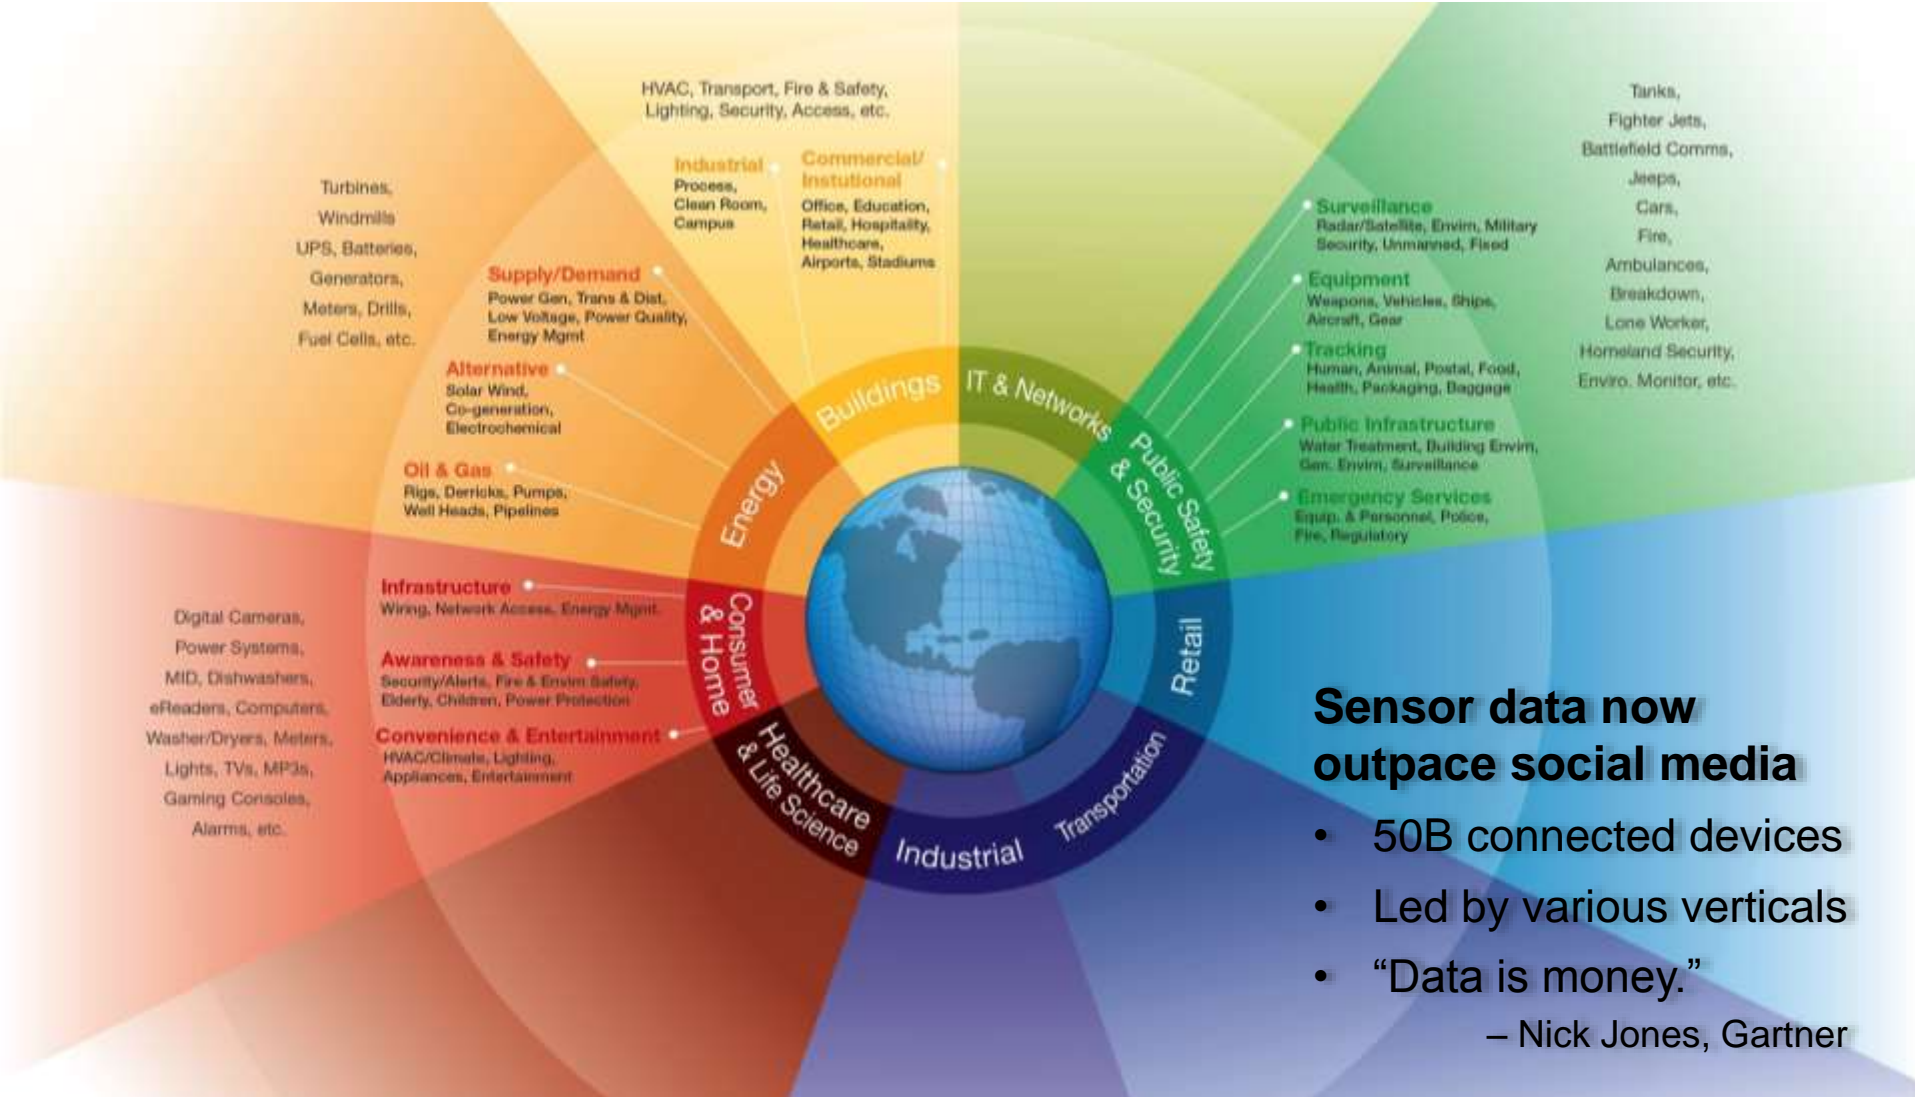 HVAC, Transport, Fire & Safety,
Lighting, Security, Access, etc.
Industrial
Process,
Clean Room,
Campus
Commercial/
Instutional
Office, Education,
Retail, Hospitality,
Healthcare,
Airports, Stadiums
Turbines,
Windmills
UPS, Batteries,
Generators,
Meters, Drills,
Fuel Cells, etc.
Supply/Demand
Power Gen, Trans & Dist,
Low Voltage, Power Quality,
Energy Mgmt
Alternative
Solar Wind,
Co-generation,
Electrochemical
Oil & Gas
Rigs, Derricks, Pumps,
Well Heads, Pipelines
Infrastructure
Wiring, Network Access, Energy Mgmt.
Awareness & Safety
Security/Alerts, Fire & Envirn Safety,
Elderly, Children, Power Protection
Convenience & Entertainment
HVAC/Climate, Lighting,
Appliances, Entertainment
Digital Cameras,
Power Systems,
MID, Dishwashers,
eReaders, Computers,
Washer/Dryers, Meters,
Lights, TVs, MP3s,
Gaming Consoles,
Alarms, etc.
Buildings
IT & Networks
Public Safety
& Security
Retail
Transportation
Industrial
Healthcare
& Life Science
Consumer
& Home
Energy
Surveillance
Radar/Satellite, Envirn, Military
Security, Unmanned, Fixed
Equipment
Weapons, Vehicles, Ships,
Aircraft, Gear
Tracking
Human, Animal, Postal, Food,
Health, Packaging, Baggage
Public Infrastructure
Water Treatment, Building Envirn,
Gen. Envirn, Surveillance
Emergency Services
Equip. & Personnel, Police,
Fire, Regulatory
Tanks,
Fighter Jets,
Battlefield Comms,
Jeeps,
Cars,
Fire,
Ambulances,
Breakdown,
Lone Worker,
Homeland Security,
Enviro. Monitor, etc.
Sensor data now
outpace social media
• 50B connected devices
• Led by various verticals
• “Data is money.”
– Nick Jones, Gartner